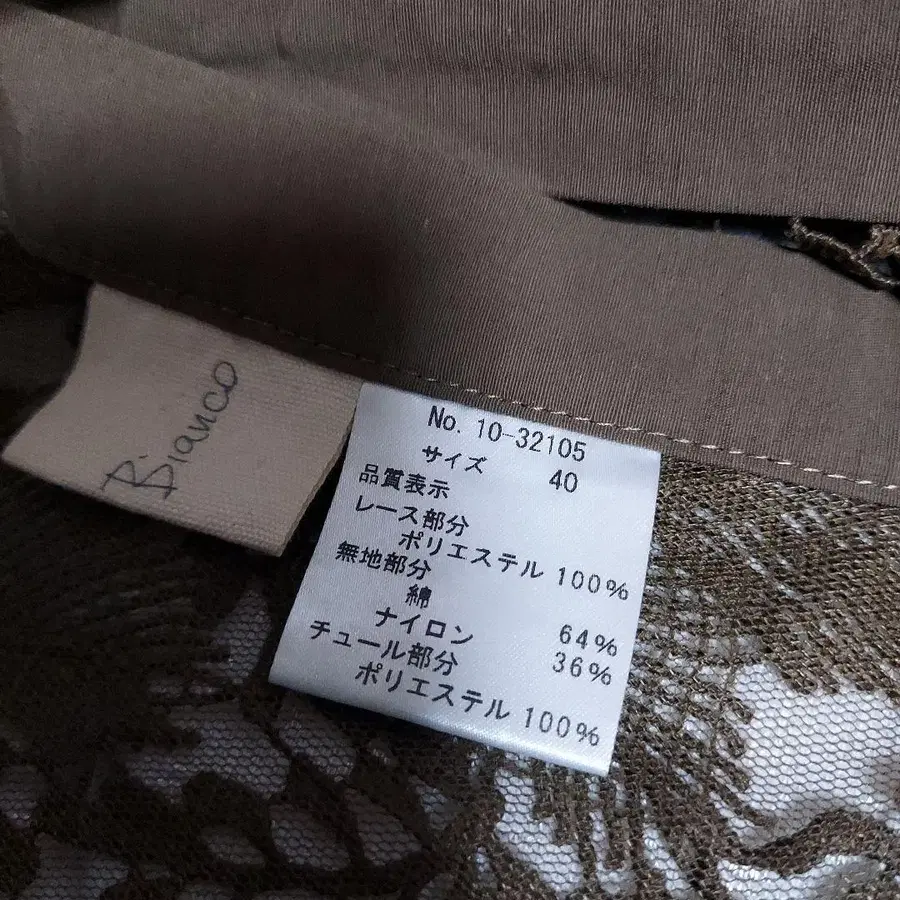 Bianco
No. 10-32105
サイズ 40
品質表示
レース部分
ポリエステル 100%
無地部分
綿 64%
ナイロン 36%
チュール部分
ポリエステル 100%